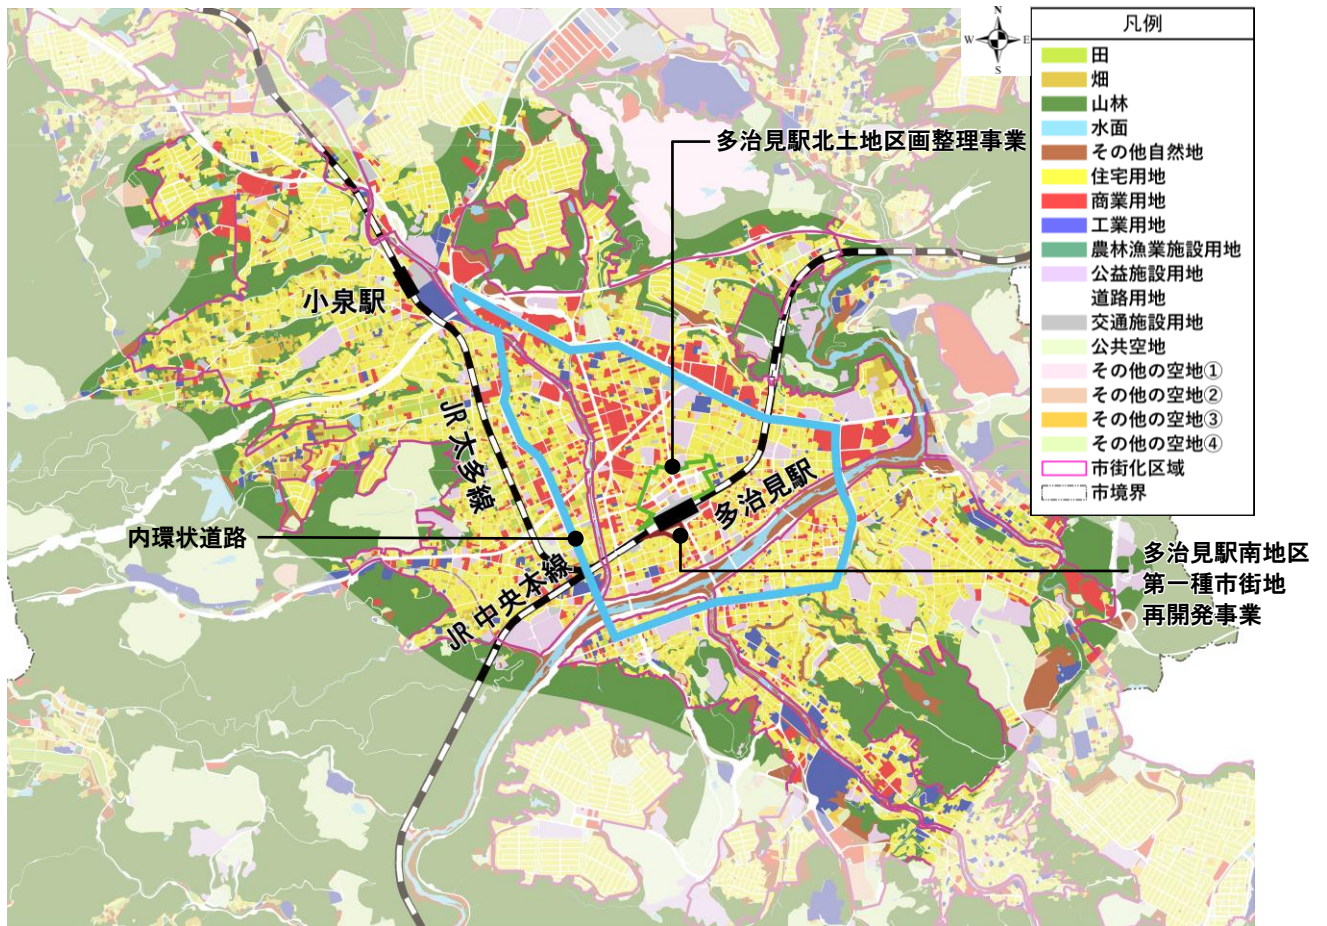 N
W
E
S
凡例
田
畑
山林
水面
その他自然地
住宅用地
商業用地
工業用地
農林漁業施設用地
公益施設用地
道路用地
交通施設用地
公共空地
その他の空地①
その他の空地②
その他の空地③
その他の空地④
市街化区域
市境界
多治見駅北土地区画整理事業
小泉駅
JR太多線
多治見駅
内環状道路
JR中央本線
多治見駅南地区
第一種市街地
再開発事業